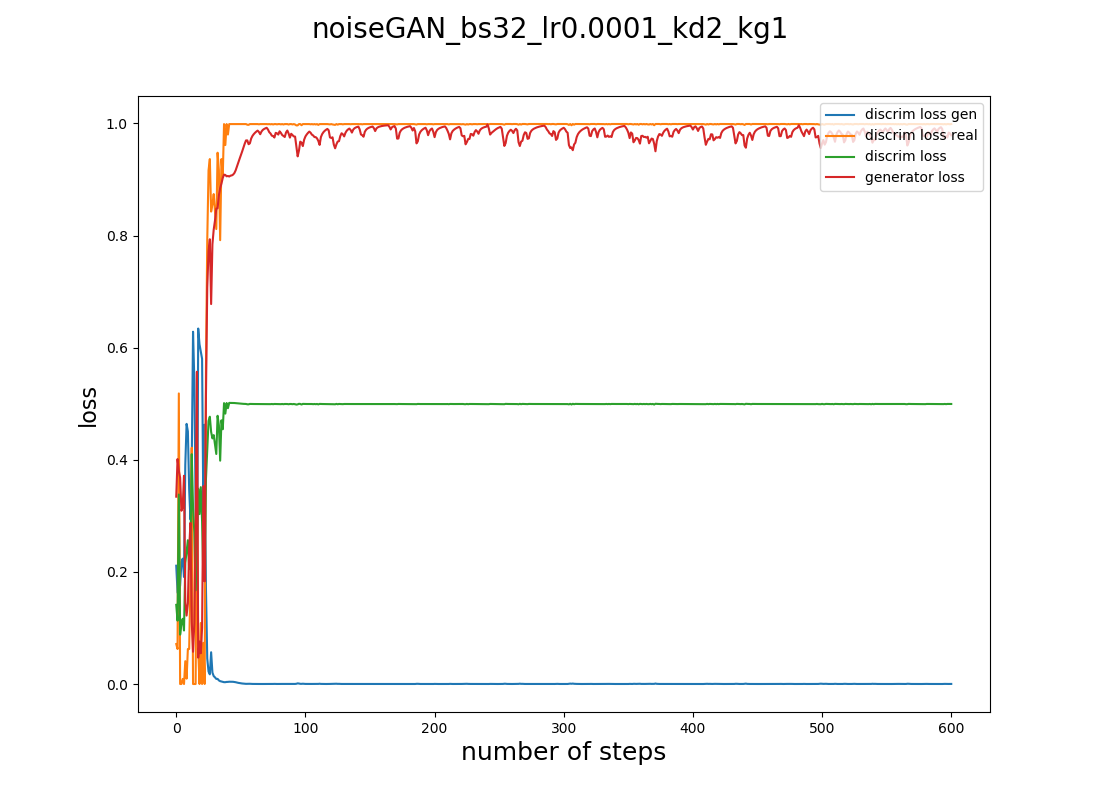 noiseGAN_bs32_lr0.0001_kd2_kg1
discrim loss gen
discrim loss real
discrim loss
generator loss
loss
1.0
0.8
0.6
0.4
0.2
0.0
0 100 200 300 400 500 600
number of steps